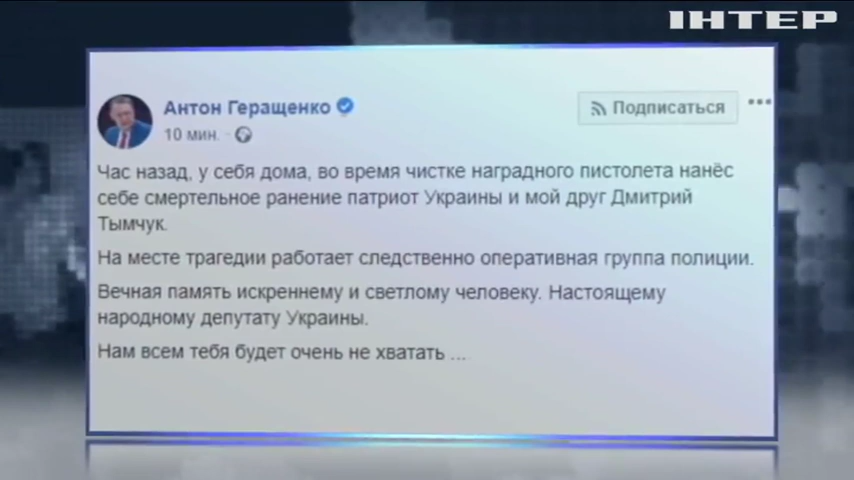 ІНТЕР
Антон Геращенко
Подписаться
10 мин. ·
Час назад, у себя дома, во время чистке наградного пистолета нанёс
себе смертельное ранение патриот Украины и мой друг Дмитрий
Тымчук.
На месте трагедии работает следственно оперативная группа полиции.
Вечная память искреннему и светлому человеку. Настоящему
народному депутату Украины.
Нам всем тебя будет очень не хватать ...